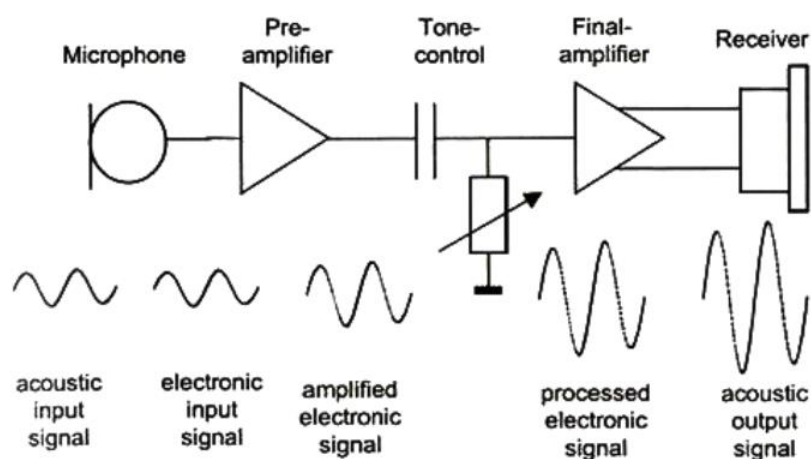 Microphone
Pre-
amplifier
Tone-
control
Final-
amplifier
Receiver
acoustic
input
signal
electronic
input
signal
amplified
electronic
signal
processed
electronic
signal
acoustic
output
signal